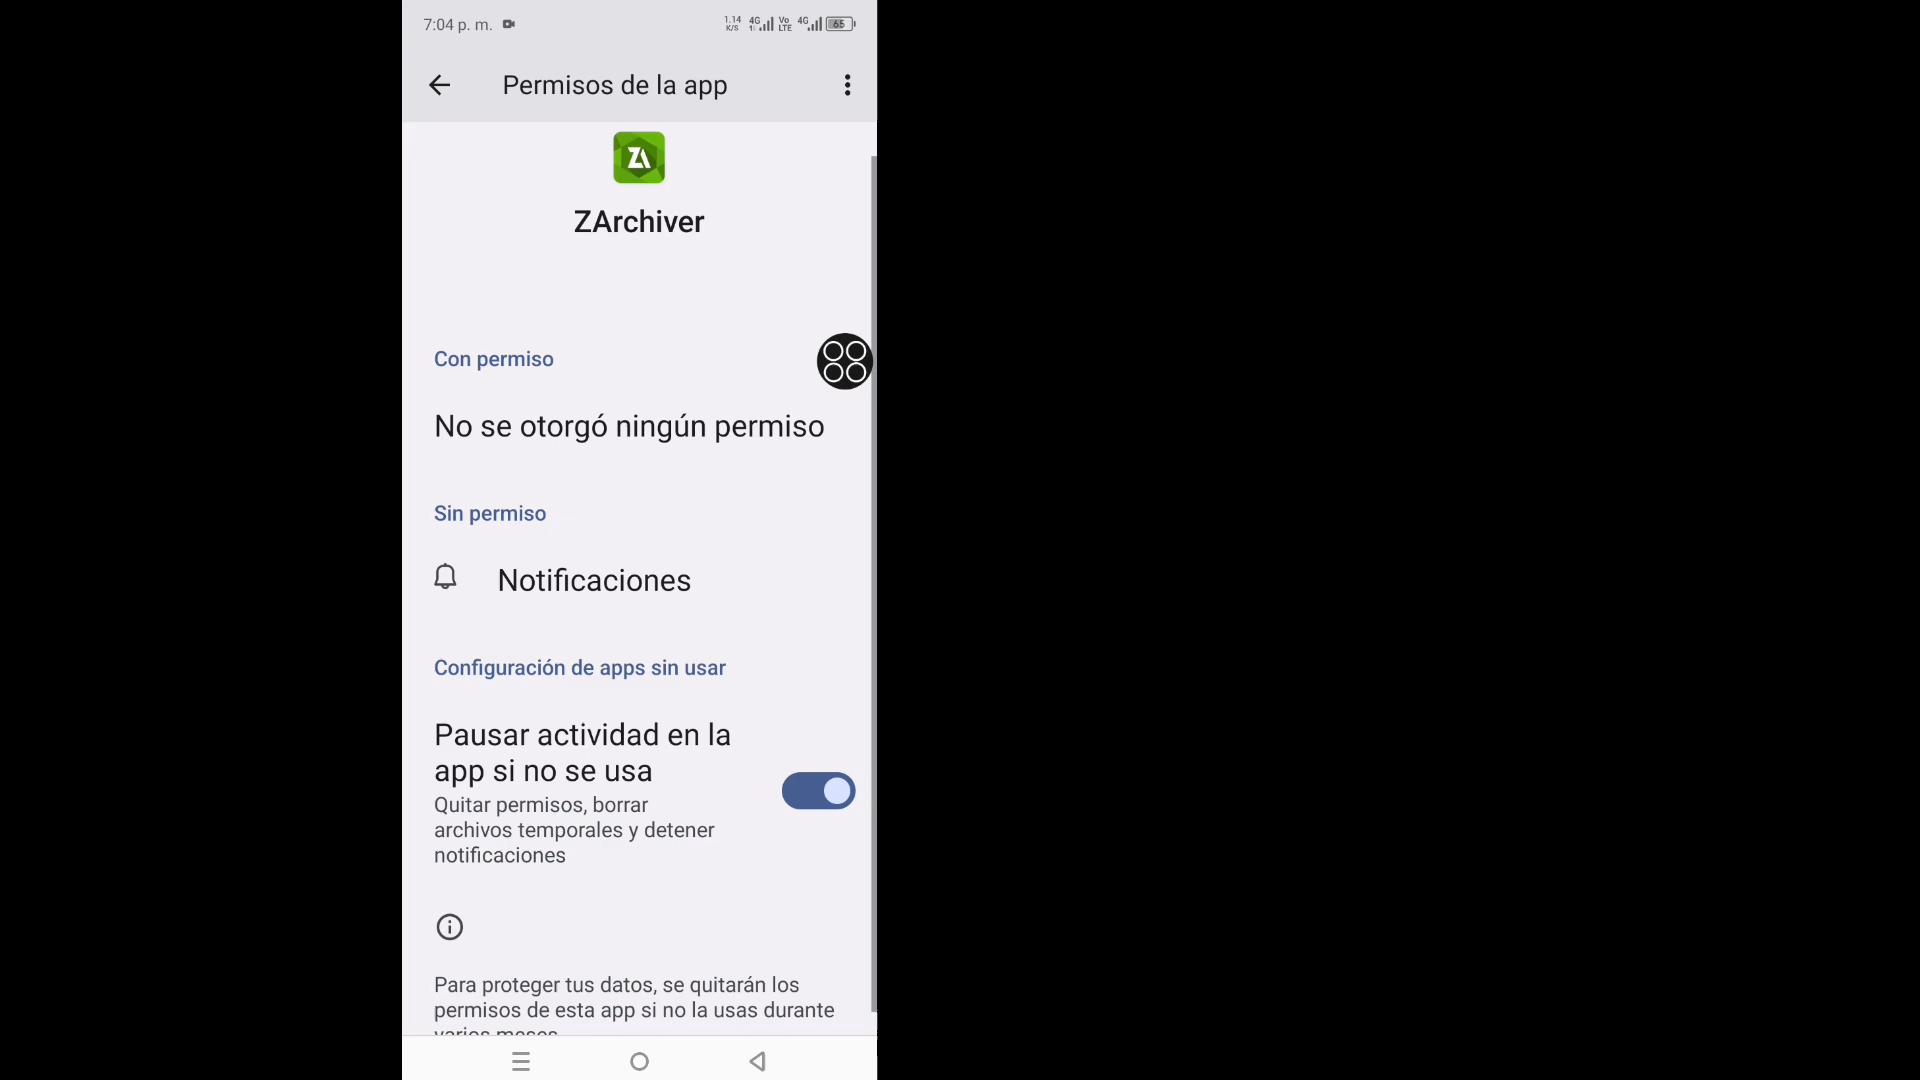 7:04 p. m.
1.14 K/S 4G Vo LTE 4G 65
Permisos de la app
ZA
ZArchiver
Con permiso
No se otorgó ningún permiso
Sin permiso
Notificaciones
Configuración de apps sin usar
Pausar actividad en la
app si no se usa
Quitar permisos, borrar
archivos temporales y detener
notificaciones
Para proteger tus datos, se quitarán los
permisos de esta app si no la usas durante
varios meses